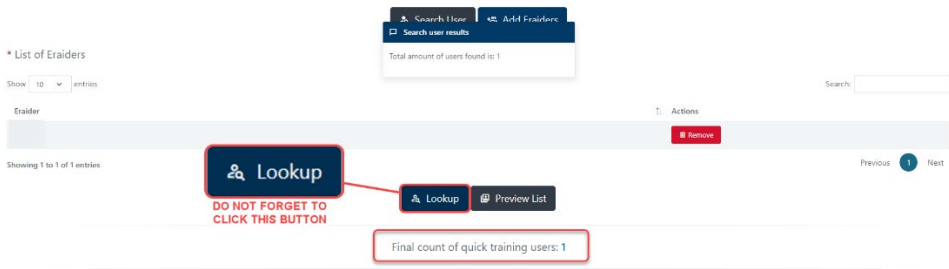 Search User Add Eraiders
Search user results
Total amount of users found is: 1
* List of Eraiders
Show 10 entries
Search:
Eraider Actions
Remove
Showing 1 to 1 of 1 entries
Previous 1 Next
Lookup
DO NOT FORGET TO
CLICK THIS BUTTON
Lookup Preview List
Final count of quick training users: 1